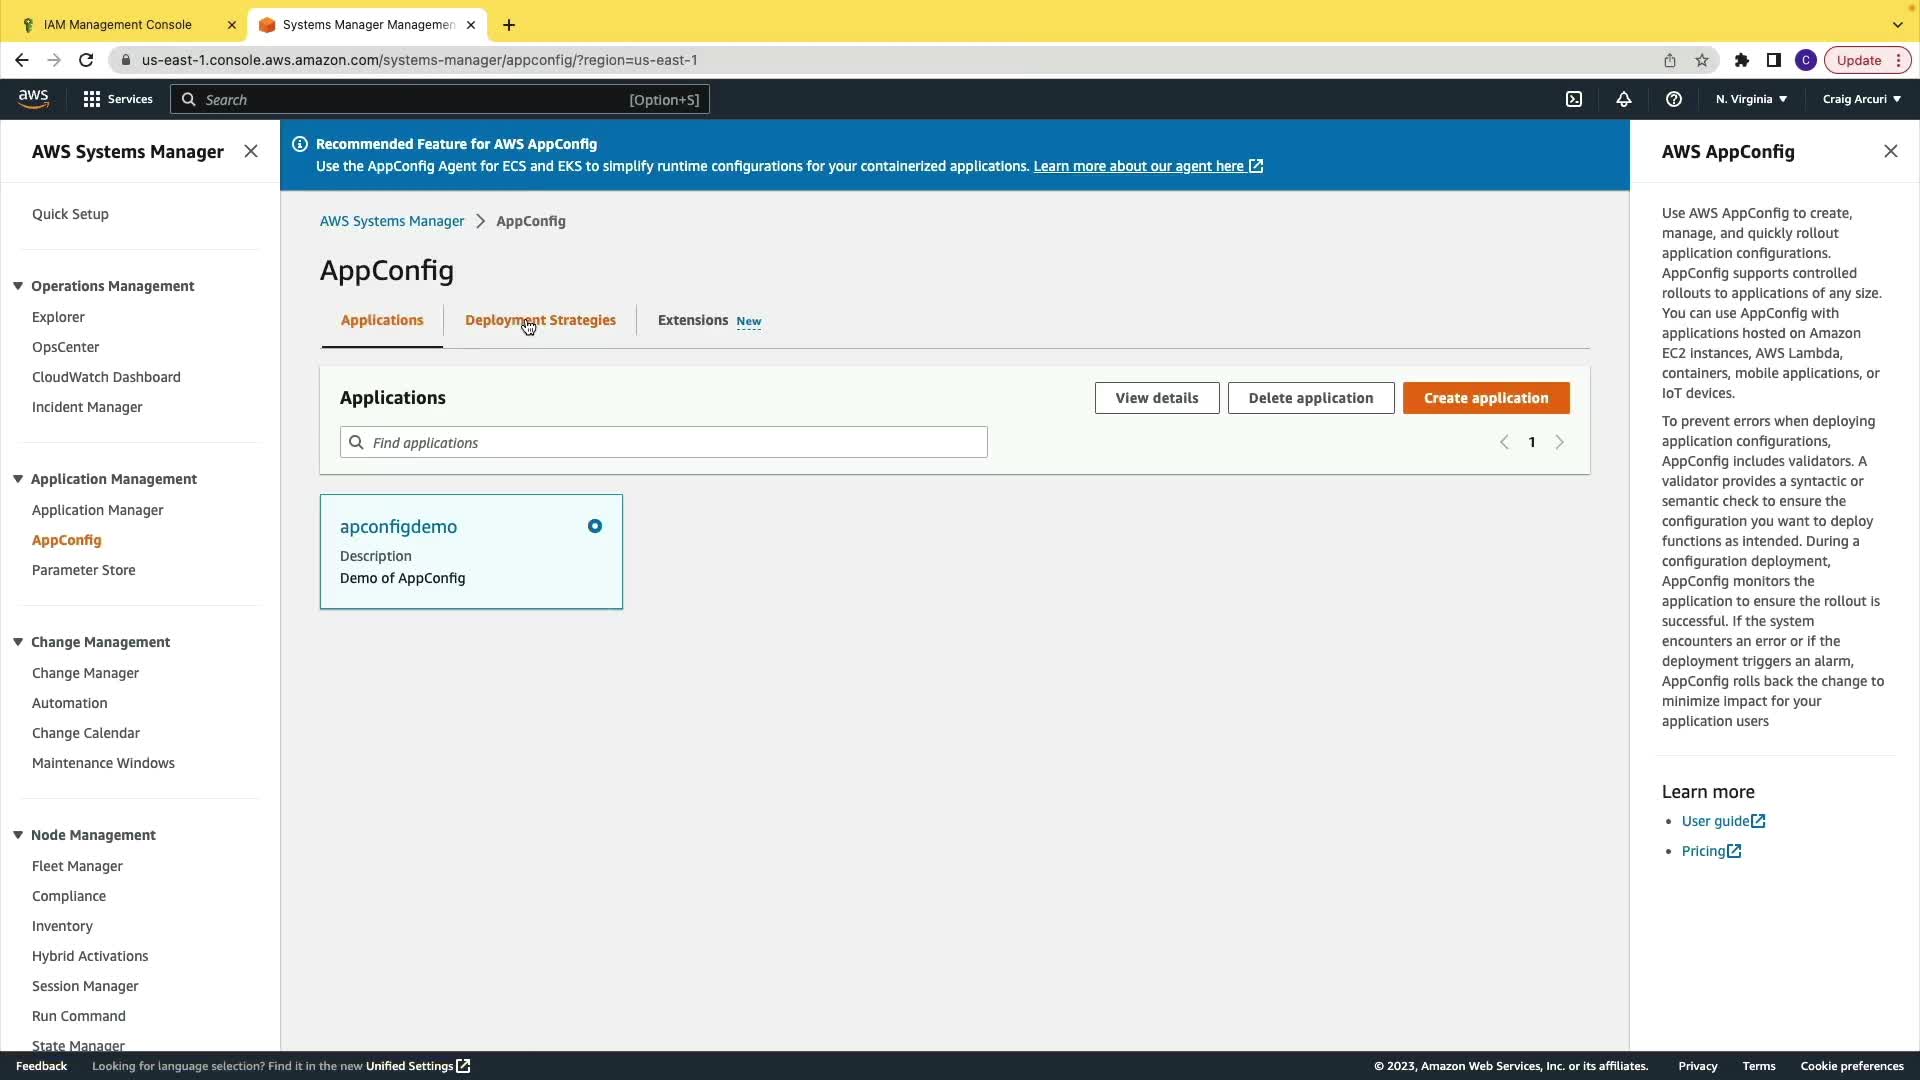 IAM Management Console
Systems Manager Managemen
us-east-1.console.aws.amazon.com/systems-manager/appconfig/?region=us-east-1
C
Update
aws
Services
Search
[Option+S]
N. Virginia
Craig Arcuri
AWS Systems Manager
Quick Setup
Operations Management
Explorer
OpsCenter
CloudWatch Dashboard
Incident Manager
Application Management
Application Manager
AppConfig
Parameter Store
Change Management
Change Manager
Automation
Change Calendar
Maintenance Windows
Node Management
Fleet Manager
Compliance
Inventory
Hybrid Activations
Session Manager
Run Command
State Manager
Recommended Feature for AWS AppConfig
Use the AppConfig Agent for ECS and EKS to simplify runtime configurations for your containerized applications. Learn more about our agent here
AWS Systems Manager > AppConfig
AppConfig
Applications
Deployment Strategies
Extensions New
Applications
View details
Delete application
Create application
Find applications
1
apconfigdemo
Description
Demo of AppConfig
AWS AppConfig
Use AWS AppConfig to create,
manage, and quickly rollout
application configurations.
AppConfig supports controlled
rollouts to applications of any size.
You can use AppConfig with
applications hosted on Amazon
EC2 instances, AWS Lambda,
containers, mobile applications, or
IoT devices.
To prevent errors when deploying
application configurations,
AppConfig includes validators. A
validator provides a syntactic or
semantic check to ensure the
configuration you want to deploy
functions as intended. During a
configuration deployment,
AppConfig monitors the
application to ensure the rollout is
successful. If the system
encounters an error or if the
deployment triggers an alarm,
AppConfig rolls back the change to
minimize impact for your
application users
Learn more
• User guide
• Pricing
Feedback
Looking for language selection? Find it in the new Unified Settings
© 2023, Amazon Web Services, Inc. or its affiliates.
Privacy
Terms
Cookie preferences